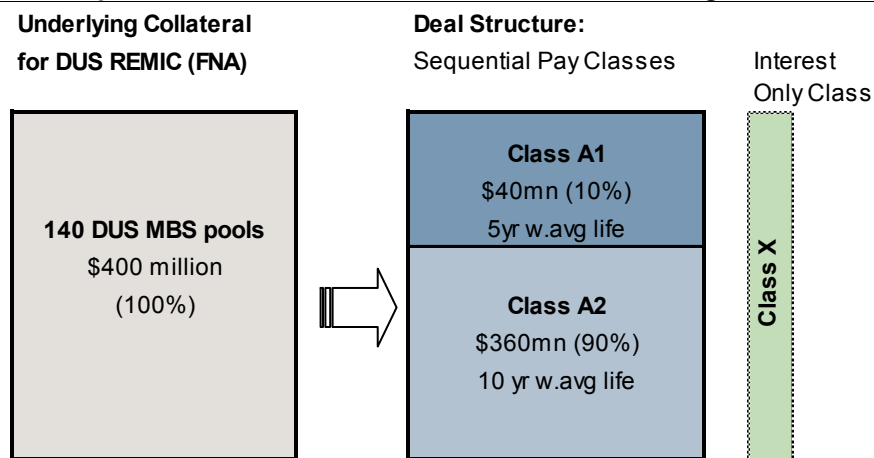 Underlying Collateral
for DUS REMIC (FNA)
Deal Structure:
Sequential Pay Classes
Interest
Only Class
140 DUS MBS pools
$400 million
(100%)
Class A1
$40mn (10%)
5yr w.avg life
Class A2
$360mn (90%)
10 yr w.avg life
Class X